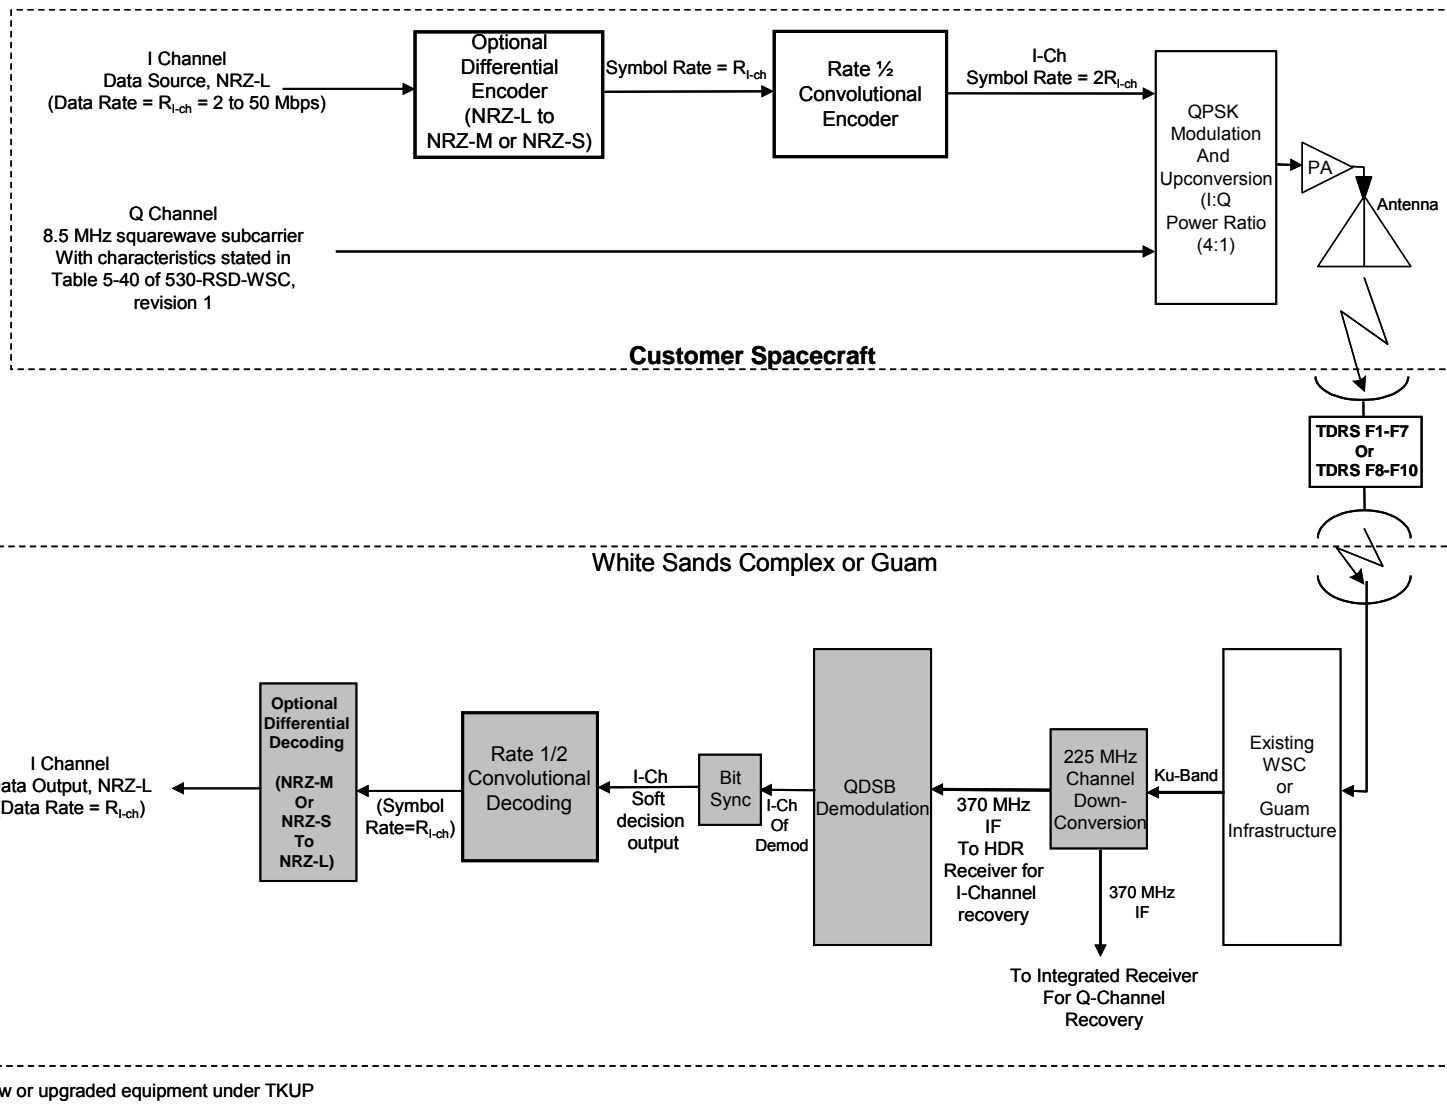 I Channel
Data Source, NRZ-L
(Data Rate = R_I-ch = 2 to 50 Mbps)
Optional
Differential
Encoder
(NRZ-L to
NRZ-M or NRZ-S)
Symbol Rate = R_I-ch
Rate ½
Convolutional
Encoder
I-Ch
Symbol Rate = 2R_I-ch
QPSK
Modulation
And
Upconversion
(I:Q
Power Ratio
(4:1)
PA
Antenna
Q Channel
8.5 MHz squarewave subcarrier
With characteristics stated in
Table 5-40 of 530-RSD-WSC,
revision 1
Customer Spacecraft
TDRS F1-F7
Or
TDRS F8-F10
White Sands Complex or Guam
I Channel
ata Output, NRZ-L
(Data Rate = R_I-ch)
Optional
Differential
Decoding
(NRZ-M
Or
NRZ-S
To
NRZ-L)
(Symbol
Rate=R_I-ch)
Rate 1/2
Convolutional
Decoding
I-Ch
Soft
decision
output
Bit
Sync
I-Ch
Of
Demod
QDSB
Demodulation
370 MHz
IF
To HDR
Receiver for
I-Channel
recovery
225 MHz
Channel
Down-
Conversion
Ku-Band
Existing
WSC
or
Guam
Infrastructure
370 MHz
IF
To Integrated Receiver
For Q-Channel
Recovery
w or upgraded equipment under TKUP